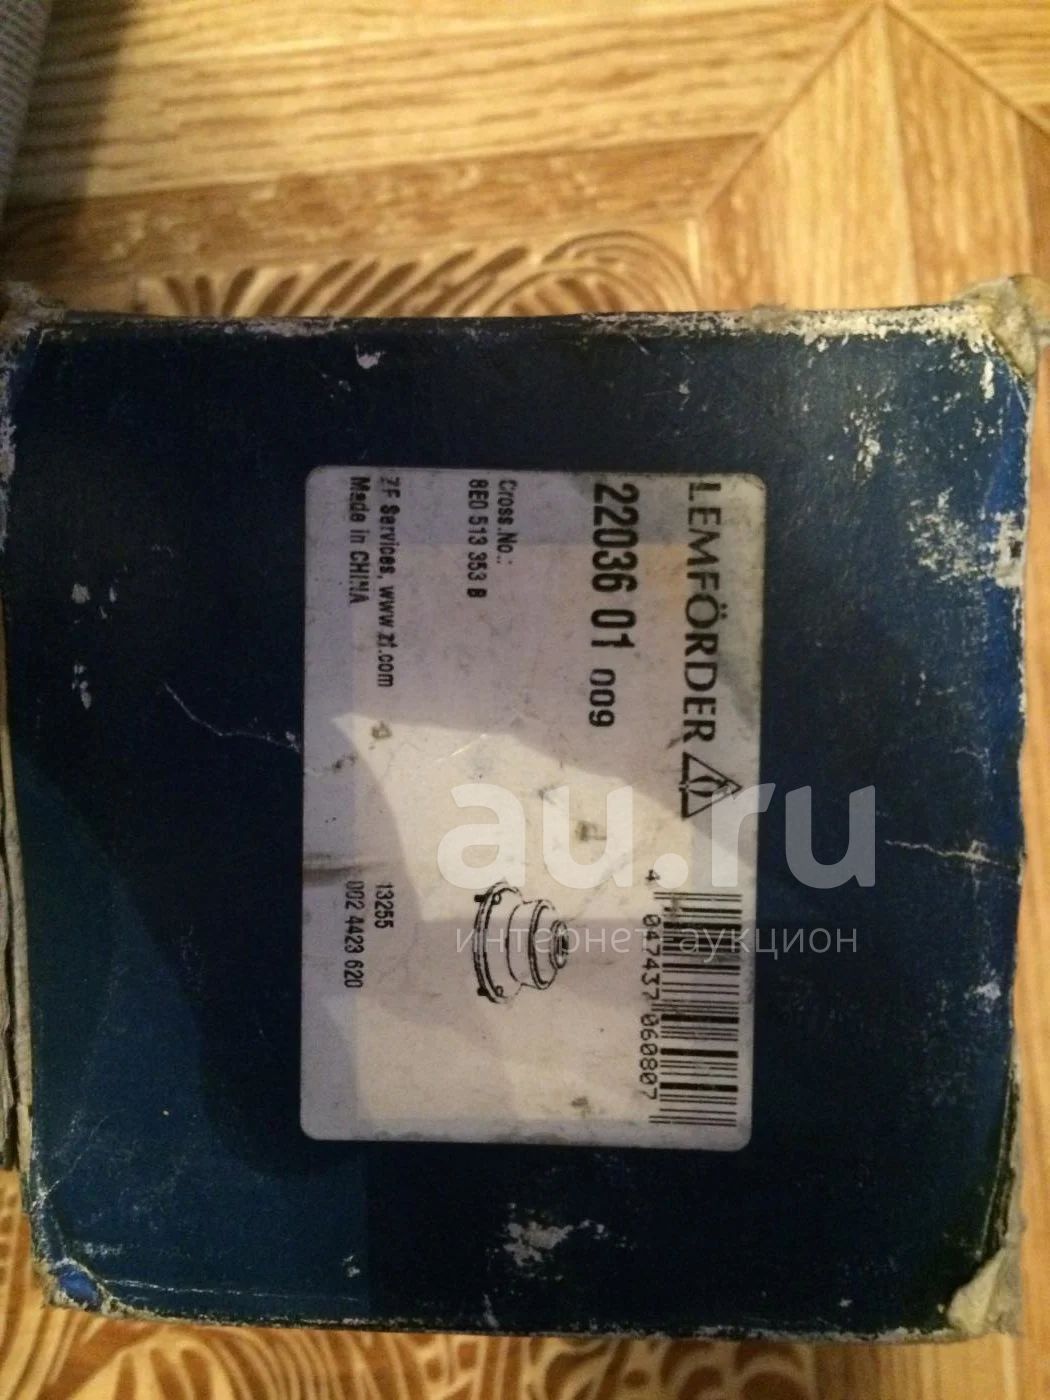 LEMFÖRDER
4 047437 060807
22036 01 009
Cross.No.:
8E0 513 353 B
ZF Services, www.zf.com
13255
Made in CHINA
002 4423 620
au.ru
интернет аукцион